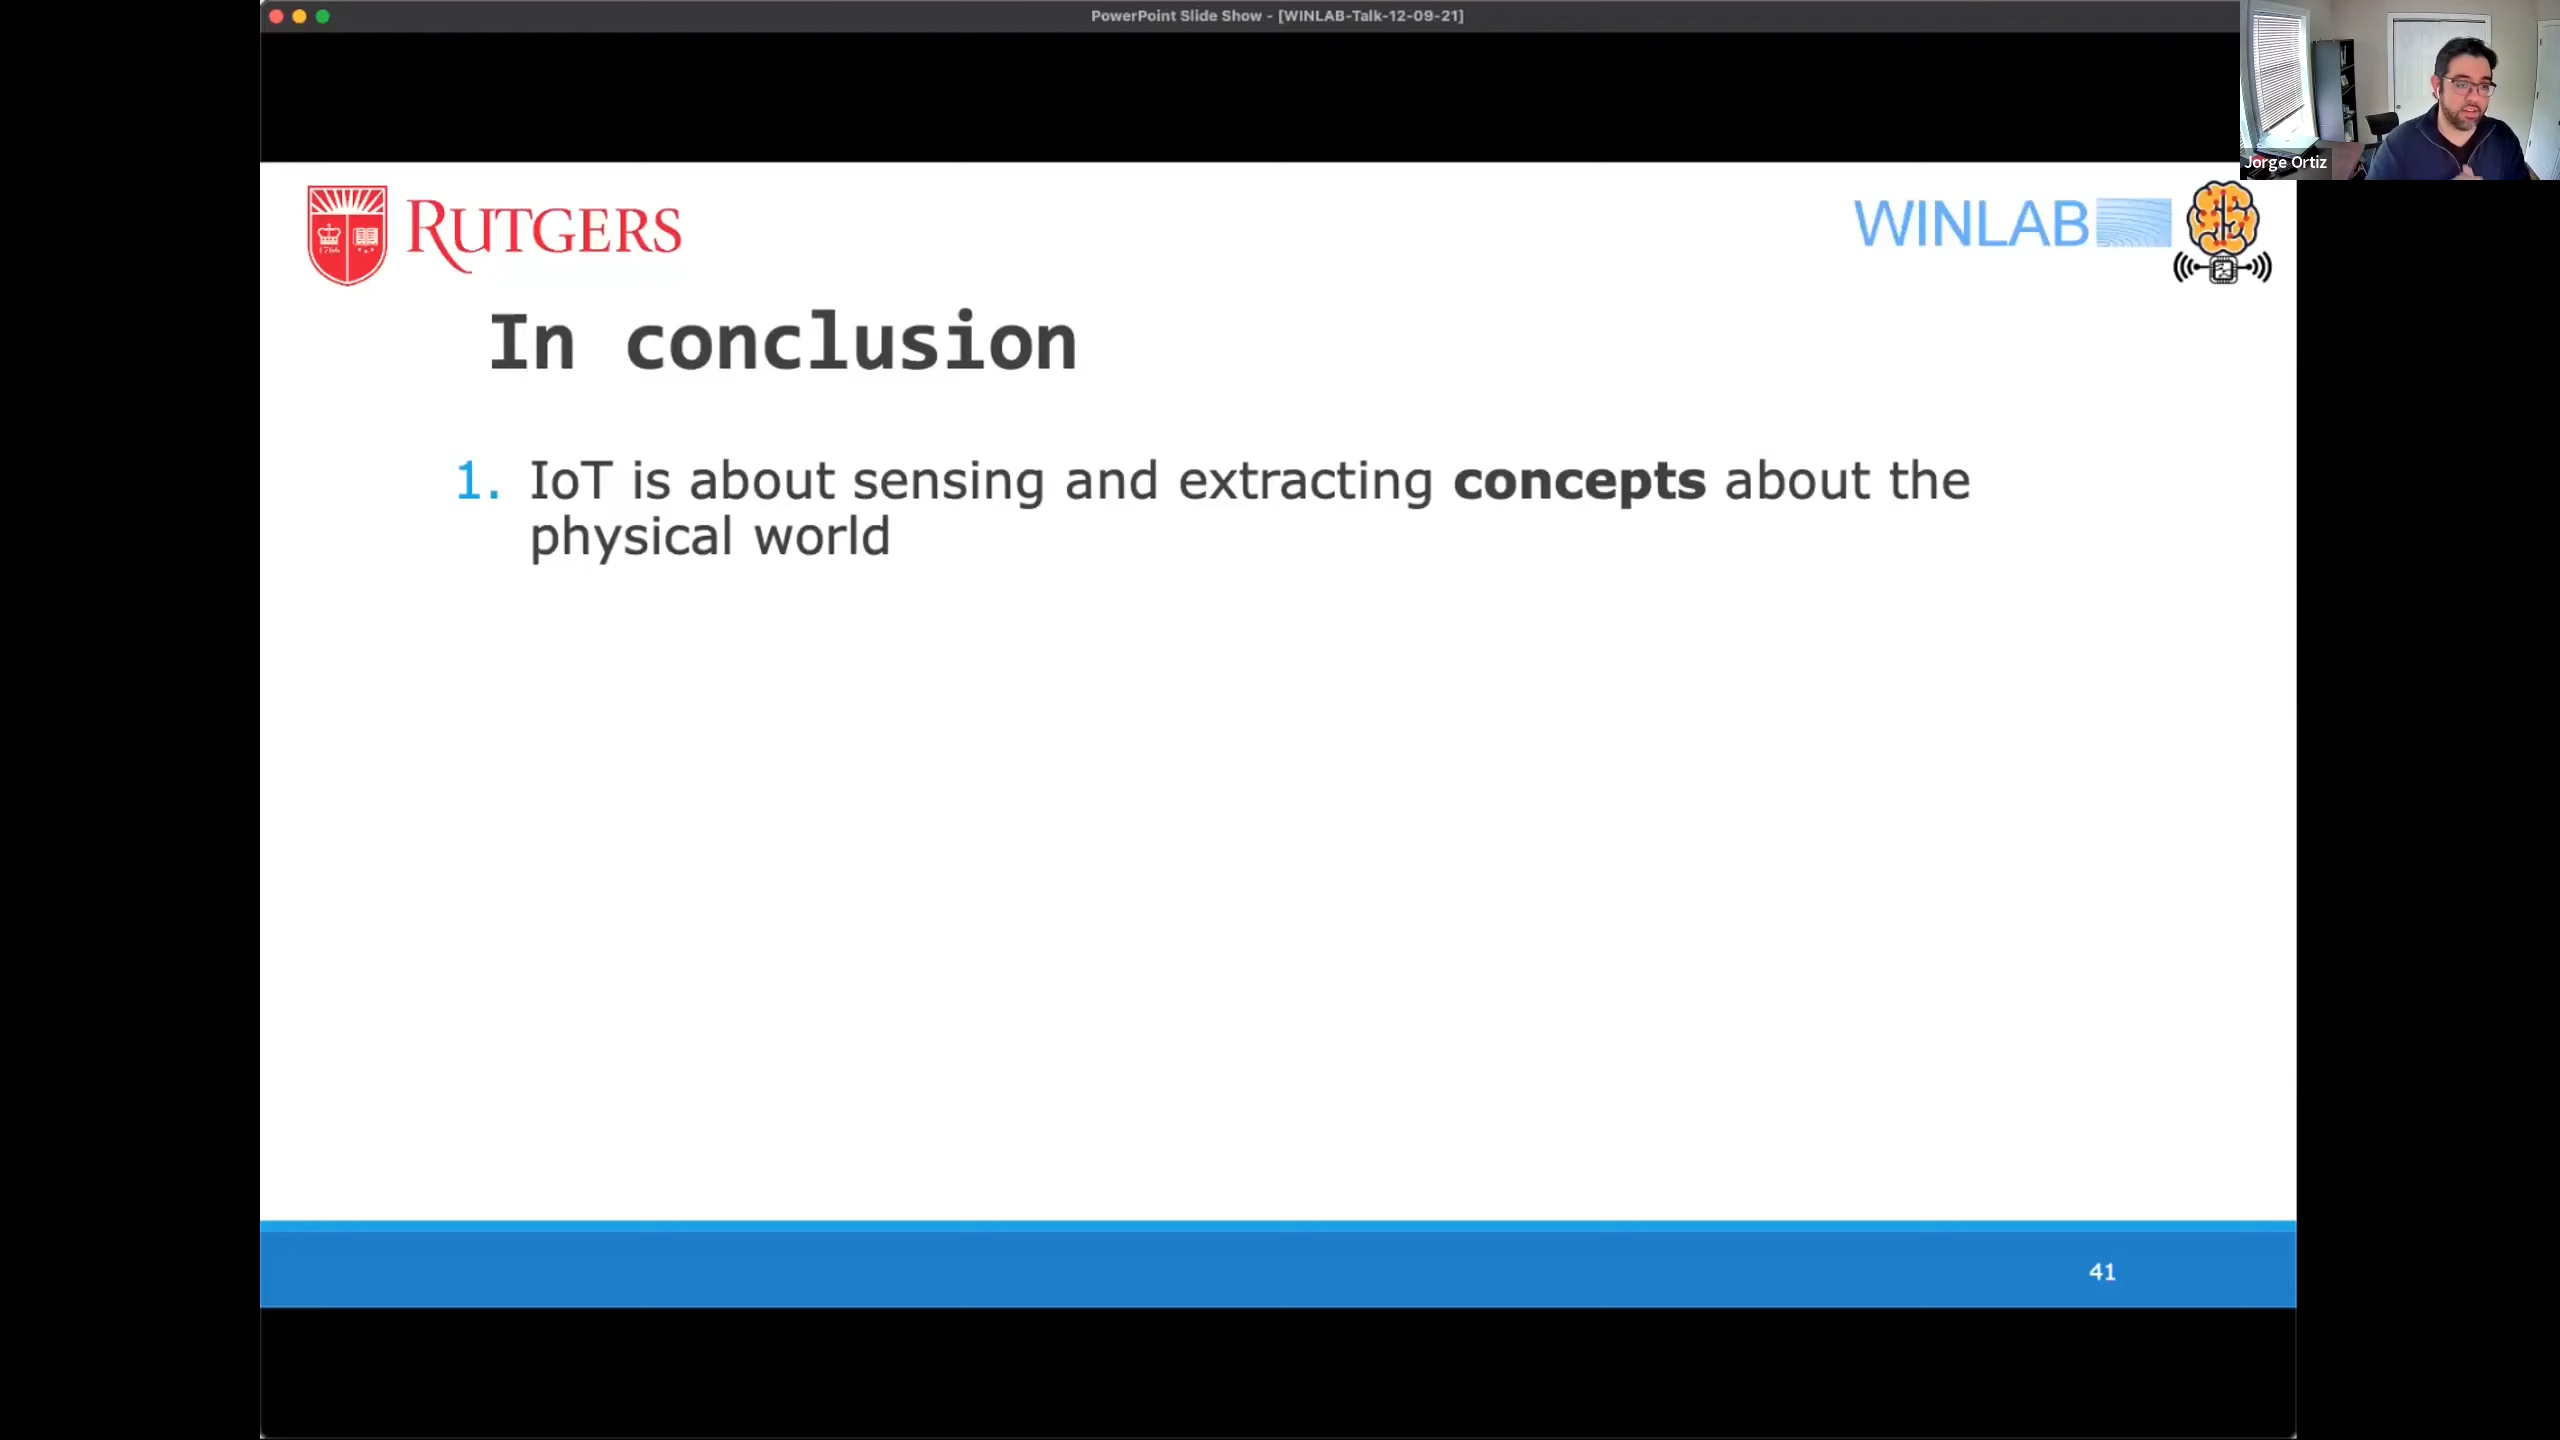 PowerPoint Slide Show - [WINLAB-Talk-12-09-21]
Jorge Ortiz
RUTGERS
WINLAB
In conclusion
1. IoT is about sensing and extracting concepts about the
physical world
41